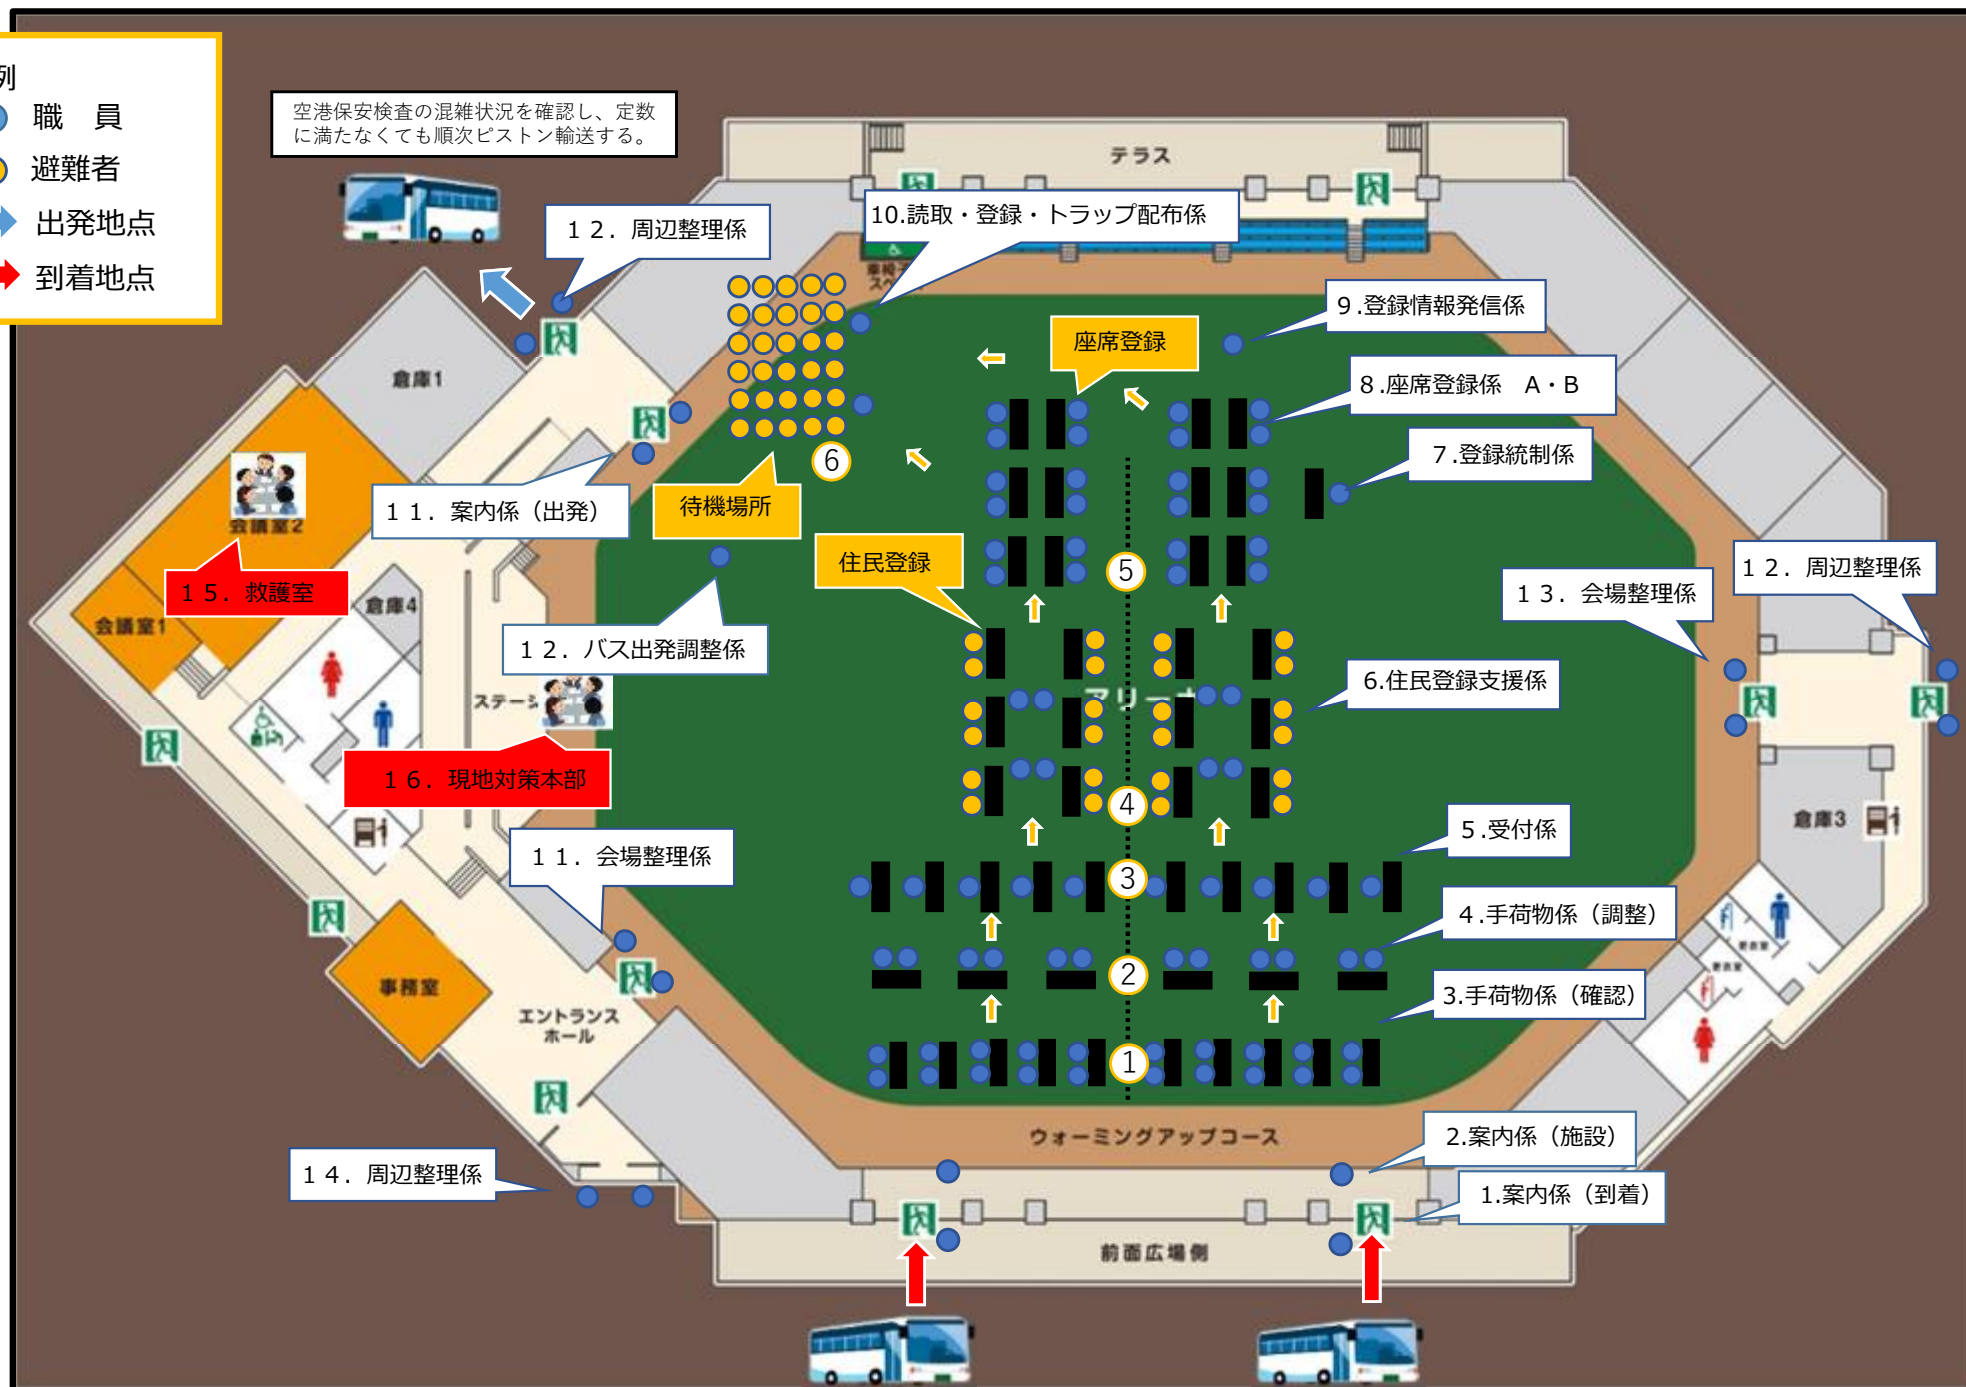 例
職　員
避難者
出発地点
到着地点
空港保安検査の混雑状況を確認し、定数
に満たなくても順次ピストン輸送する。
テラス
１２．周辺整理係
10.読取・登録・トラップ配布係
９.登録情報発信係
座席登録
８.座席登録係　Ａ・Ｂ
倉庫1
７.登録統制係
⑥
会議室2
１１．案内係（出発）
待機場所
住民登録
⑤
１２．周辺整理係
１３．会場整理係
１５．救護室
倉庫4
会議室1
１２．バス出発調整係
６.住民登録支援係
ステージ
アリーナ
１６．現地対策本部
④
５.受付係
倉庫3
１１．会場整理係
③
４.手荷物係（調整）
更衣室
更衣室
②
事務室
３.手荷物係（確認）
エントランス
ホール
①
ウォーミングアップコース
２.案内係（施設）
１４．周辺整理係
１.案内係（到着）
前面広場側